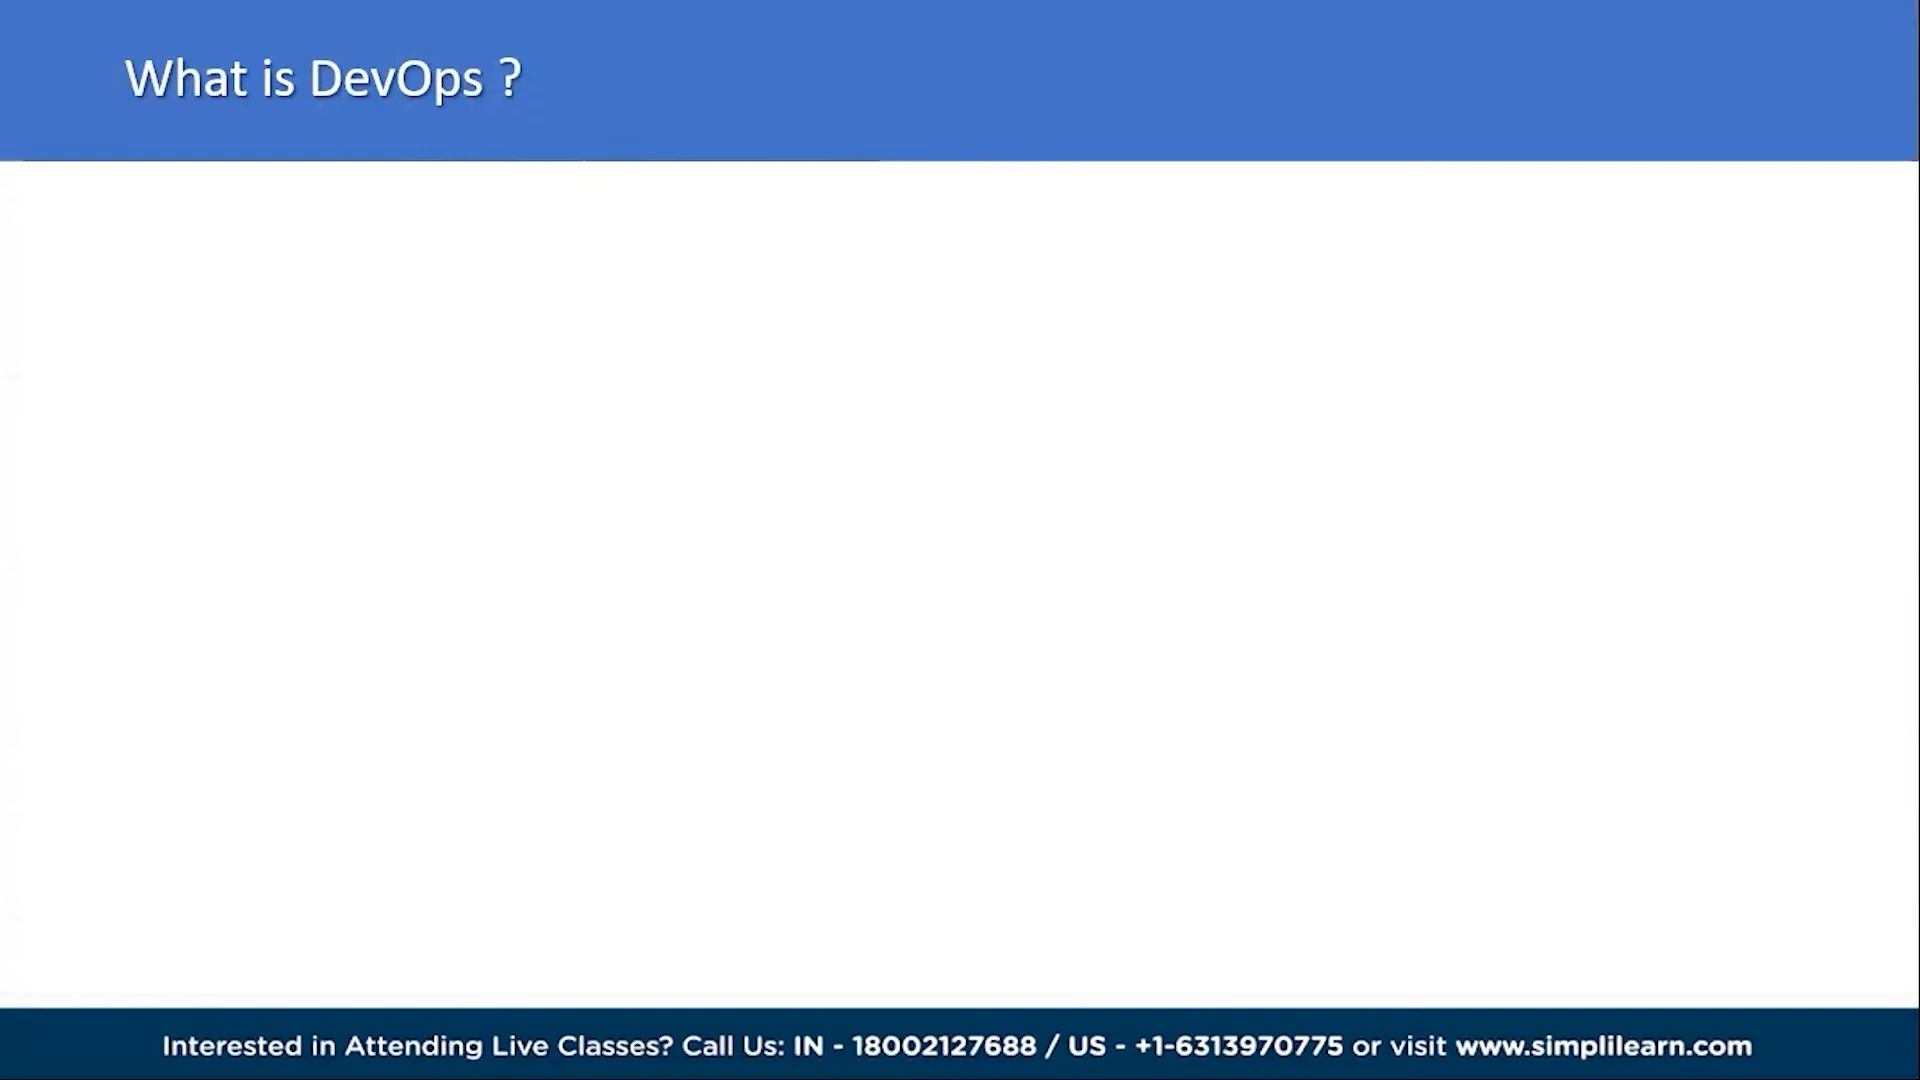 What is DevOps ?
Interested in Attending Live Classes? Call Us: IN - 18002127688 / US - +1-6313970775 or visit www.simplilearn.com